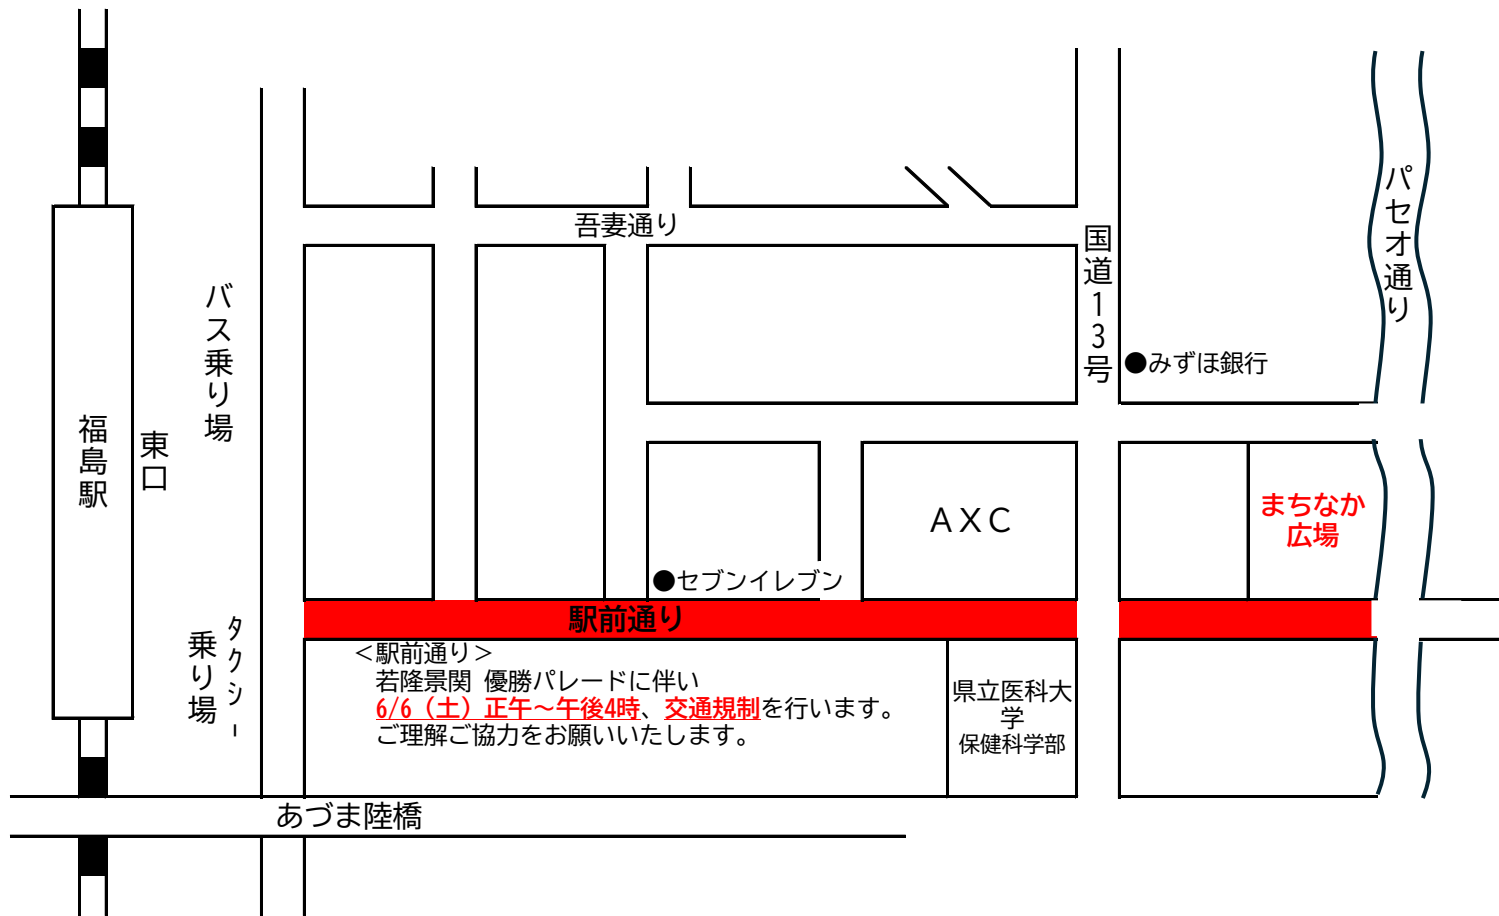 吾妻通り
国道13号
パセオ通り
バス乗り場
●みずほ銀行
福島駅
東口
AXC
まちなか
広場
●セブンイレブン
駅前通り
タクシー
乗り場
＜駅前通り＞
若隆景関 優勝パレードに伴い
6/6（土）正午～午後4時、交通規制を行います。
ご理解ご協力をお願いいたします。
県立医科大
学
保健科学部
あづま陸橋